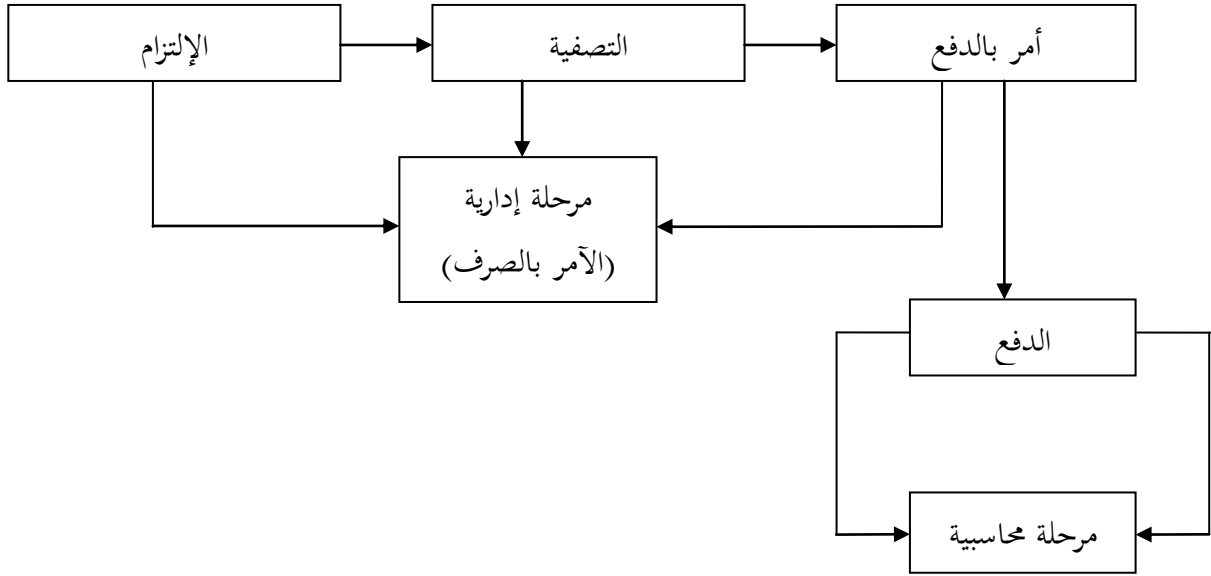 الإلتزام
التصفية
أمر بالدفع
مرحلة إدارية
(الآمر بالصرف)
الدفع
مرحلة محاسبية